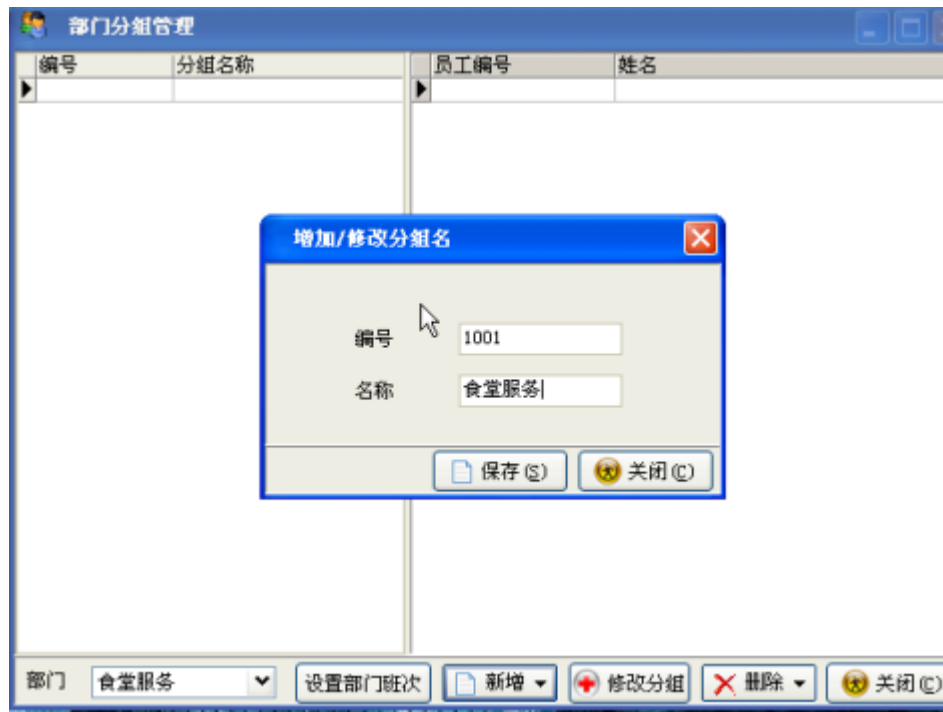 部门分组管理
编号 分组名称 员工编号 姓名
增加/修改分组名
编号 1001
名称 食堂服务
保存(S) 关闭(C)
部门 食堂服务 设置部门班次 新增 修改分组 删除 关闭(C)